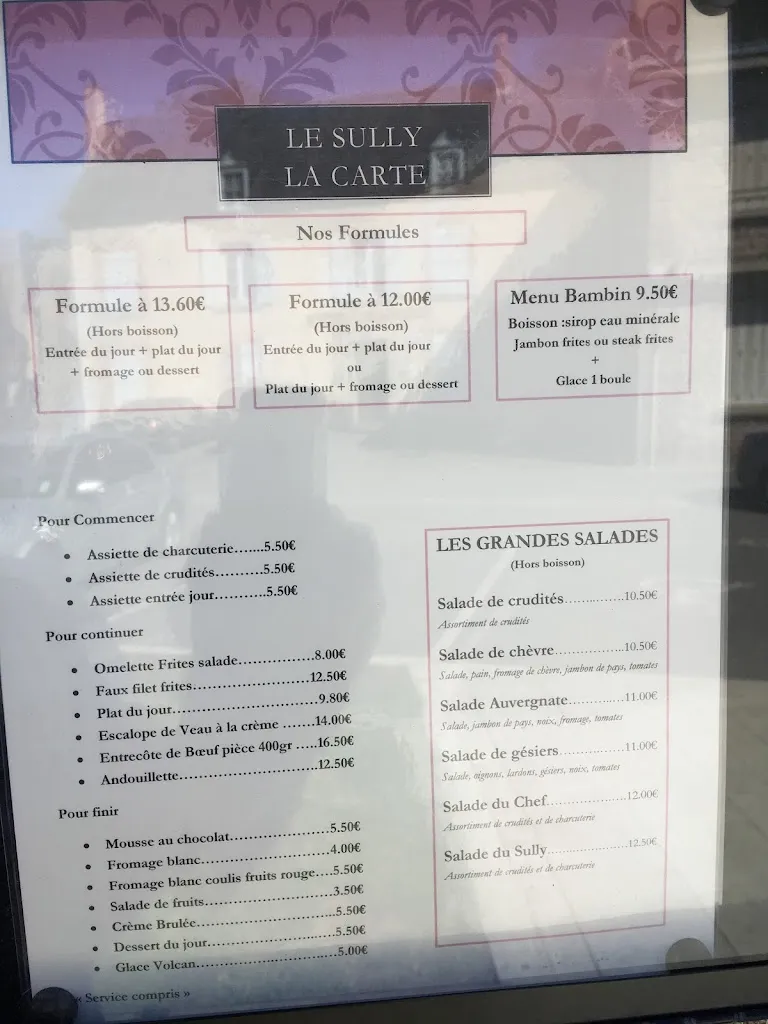 LE SULLY
LA CARTE
Nos Formules
Formule à 13.60€
(Hors boisson)
Entrée du jour + plat du jour
+ fromage ou dessert
Formule à 12.00€
(Hors boisson)
Entrée du jour + plat du jour
ou
Plat du jour + fromage ou dessert
Menu Bambin 9.50€
Boisson :sirop eau minérale
Jambon frites ou steak frites
+
Glace 1 boule
Pour Commencer
• Assiette de charcuterie.......5.50€
• Assiette de crudités..........5.50€
• Assiette entrée jour...........5.50€
Pour continuer
• Omelette Frites salade................8.00€
• Faux filet frites.........................12.50€
• Plat du jour...............................9.80€
• Escalope de Veau à la crème .......14.00€
• Entrecôte de Bœuf pièce 400gr .....16.50€
• Andouillette.............................12.50€
Pour finir
• Mousse au chocolat.....................5.50€
• Fromage blanc...........................4.00€
• Fromage blanc coulis fruits rouge....5.50€
• Salade de fruits..........................3.50€
• Crème Brulée.............................5.50€
• Dessert du jour...........................5.50€
• Glace Volcan..............................5.00€
« Service compris »
LES GRANDES SALADES
(Hors boisson)
Salade de crudités..............10.50€
Assortiment de crudités
Salade de chèvre................10.50€
Salade, pain, fromage de chèvre, jambon de pays, tomates
Salade Auvergnate.............11.00€
Salade, jambon de pays, noix, fromage, tomates
Salade de gésiers...............11.00€
Salade, oignons, lardons, gésiers, noix, tomates
Salade du Chef..................12.00€
Assortiment de crudités et de charcuterie
Salade du Sully..................12.50€
Assortiment de crudités et de charcuterie